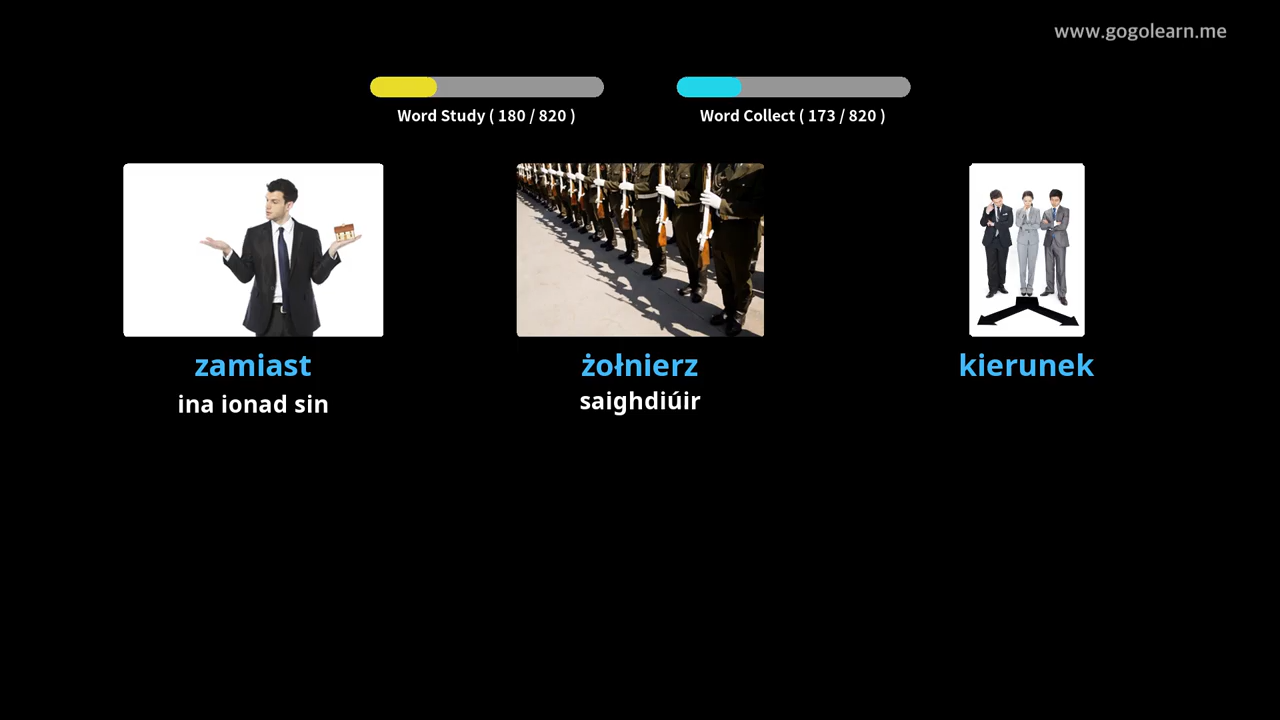 www.gogolearn.me
Word Study ( 180 / 820 )
Word Collect ( 173 / 820 )
zamiast
żołnierz
kierunek
ina ionad sin
saighdiúir